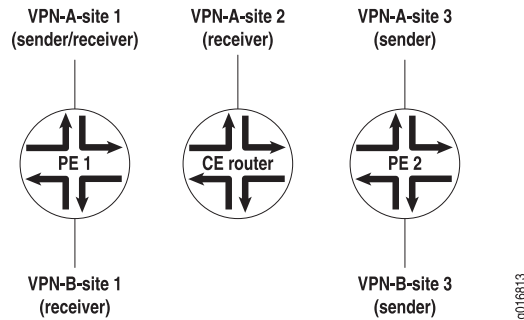 VPN-A-site 1
(sender/receiver)
VPN-A-site 2
(receiver)
VPN-A-site 3
(sender)
PE 1
CE router
PE 2
VPN-B-site 1
(receiver)
VPN-B-site 3
(sender)
g016813